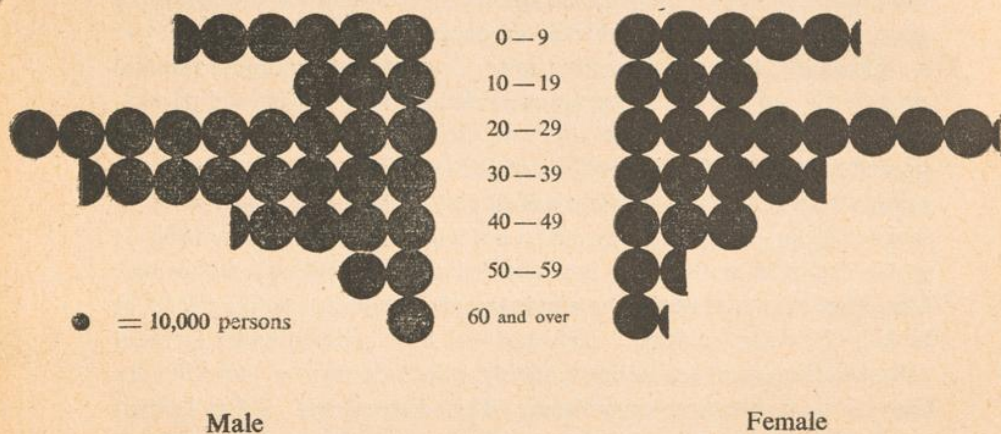 0—9
10—19
20—29
30—39
40—49
50—59
60 and over
= 10,000 persons
Male
Female